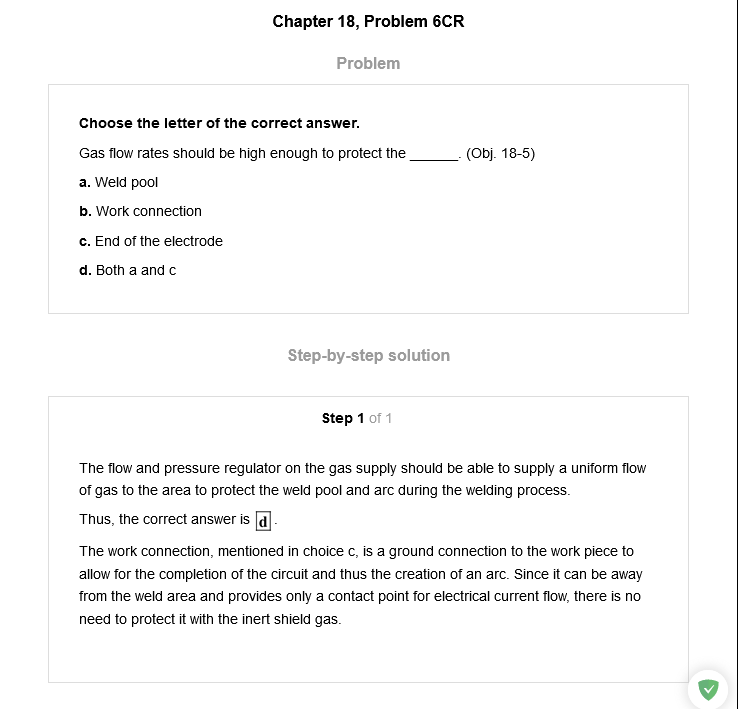 Chapter 18, Problem 6CR
Problem
Choose the letter of the correct answer.
Gas flow rates should be high enough to protect the ______. (Obj. 18-5)
a. Weld pool
b. Work connection
c. End of the electrode
d. Both a and c
Step-by-step solution
Step 1 of 1
The flow and pressure regulator on the gas supply should be able to supply a uniform flow
of gas to the area to protect the weld pool and arc during the welding process.
Thus, the correct answer is d.
The work connection, mentioned in choice c, is a ground connection to the work piece to
allow for the completion of the circuit and thus the creation of an arc. Since it can be away
from the weld area and provides only a contact point for electrical current flow, there is no
need to protect it with the inert shield gas.